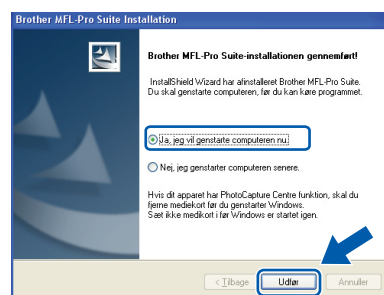 Brother MFL-Pro Suite Installation
Brother MFL-Pro Suite-installationen gennemført!
InstallShield Wizard har afinstalleret Brother MFL-Pro Suite.
Du skal genstarte computeren, før du kan køre programmet.
Ja, jeg vil genstarte computeren nu.
Nej, jeg genstarter computeren senere.
Hvis dit apparat har PhotoCapture Centre funktion, skal du
fjerne mediekort før du genstarter Windows.
Sæt ikke medikort i før Windows er startet igen.
< Tilbage Udfør Annuller